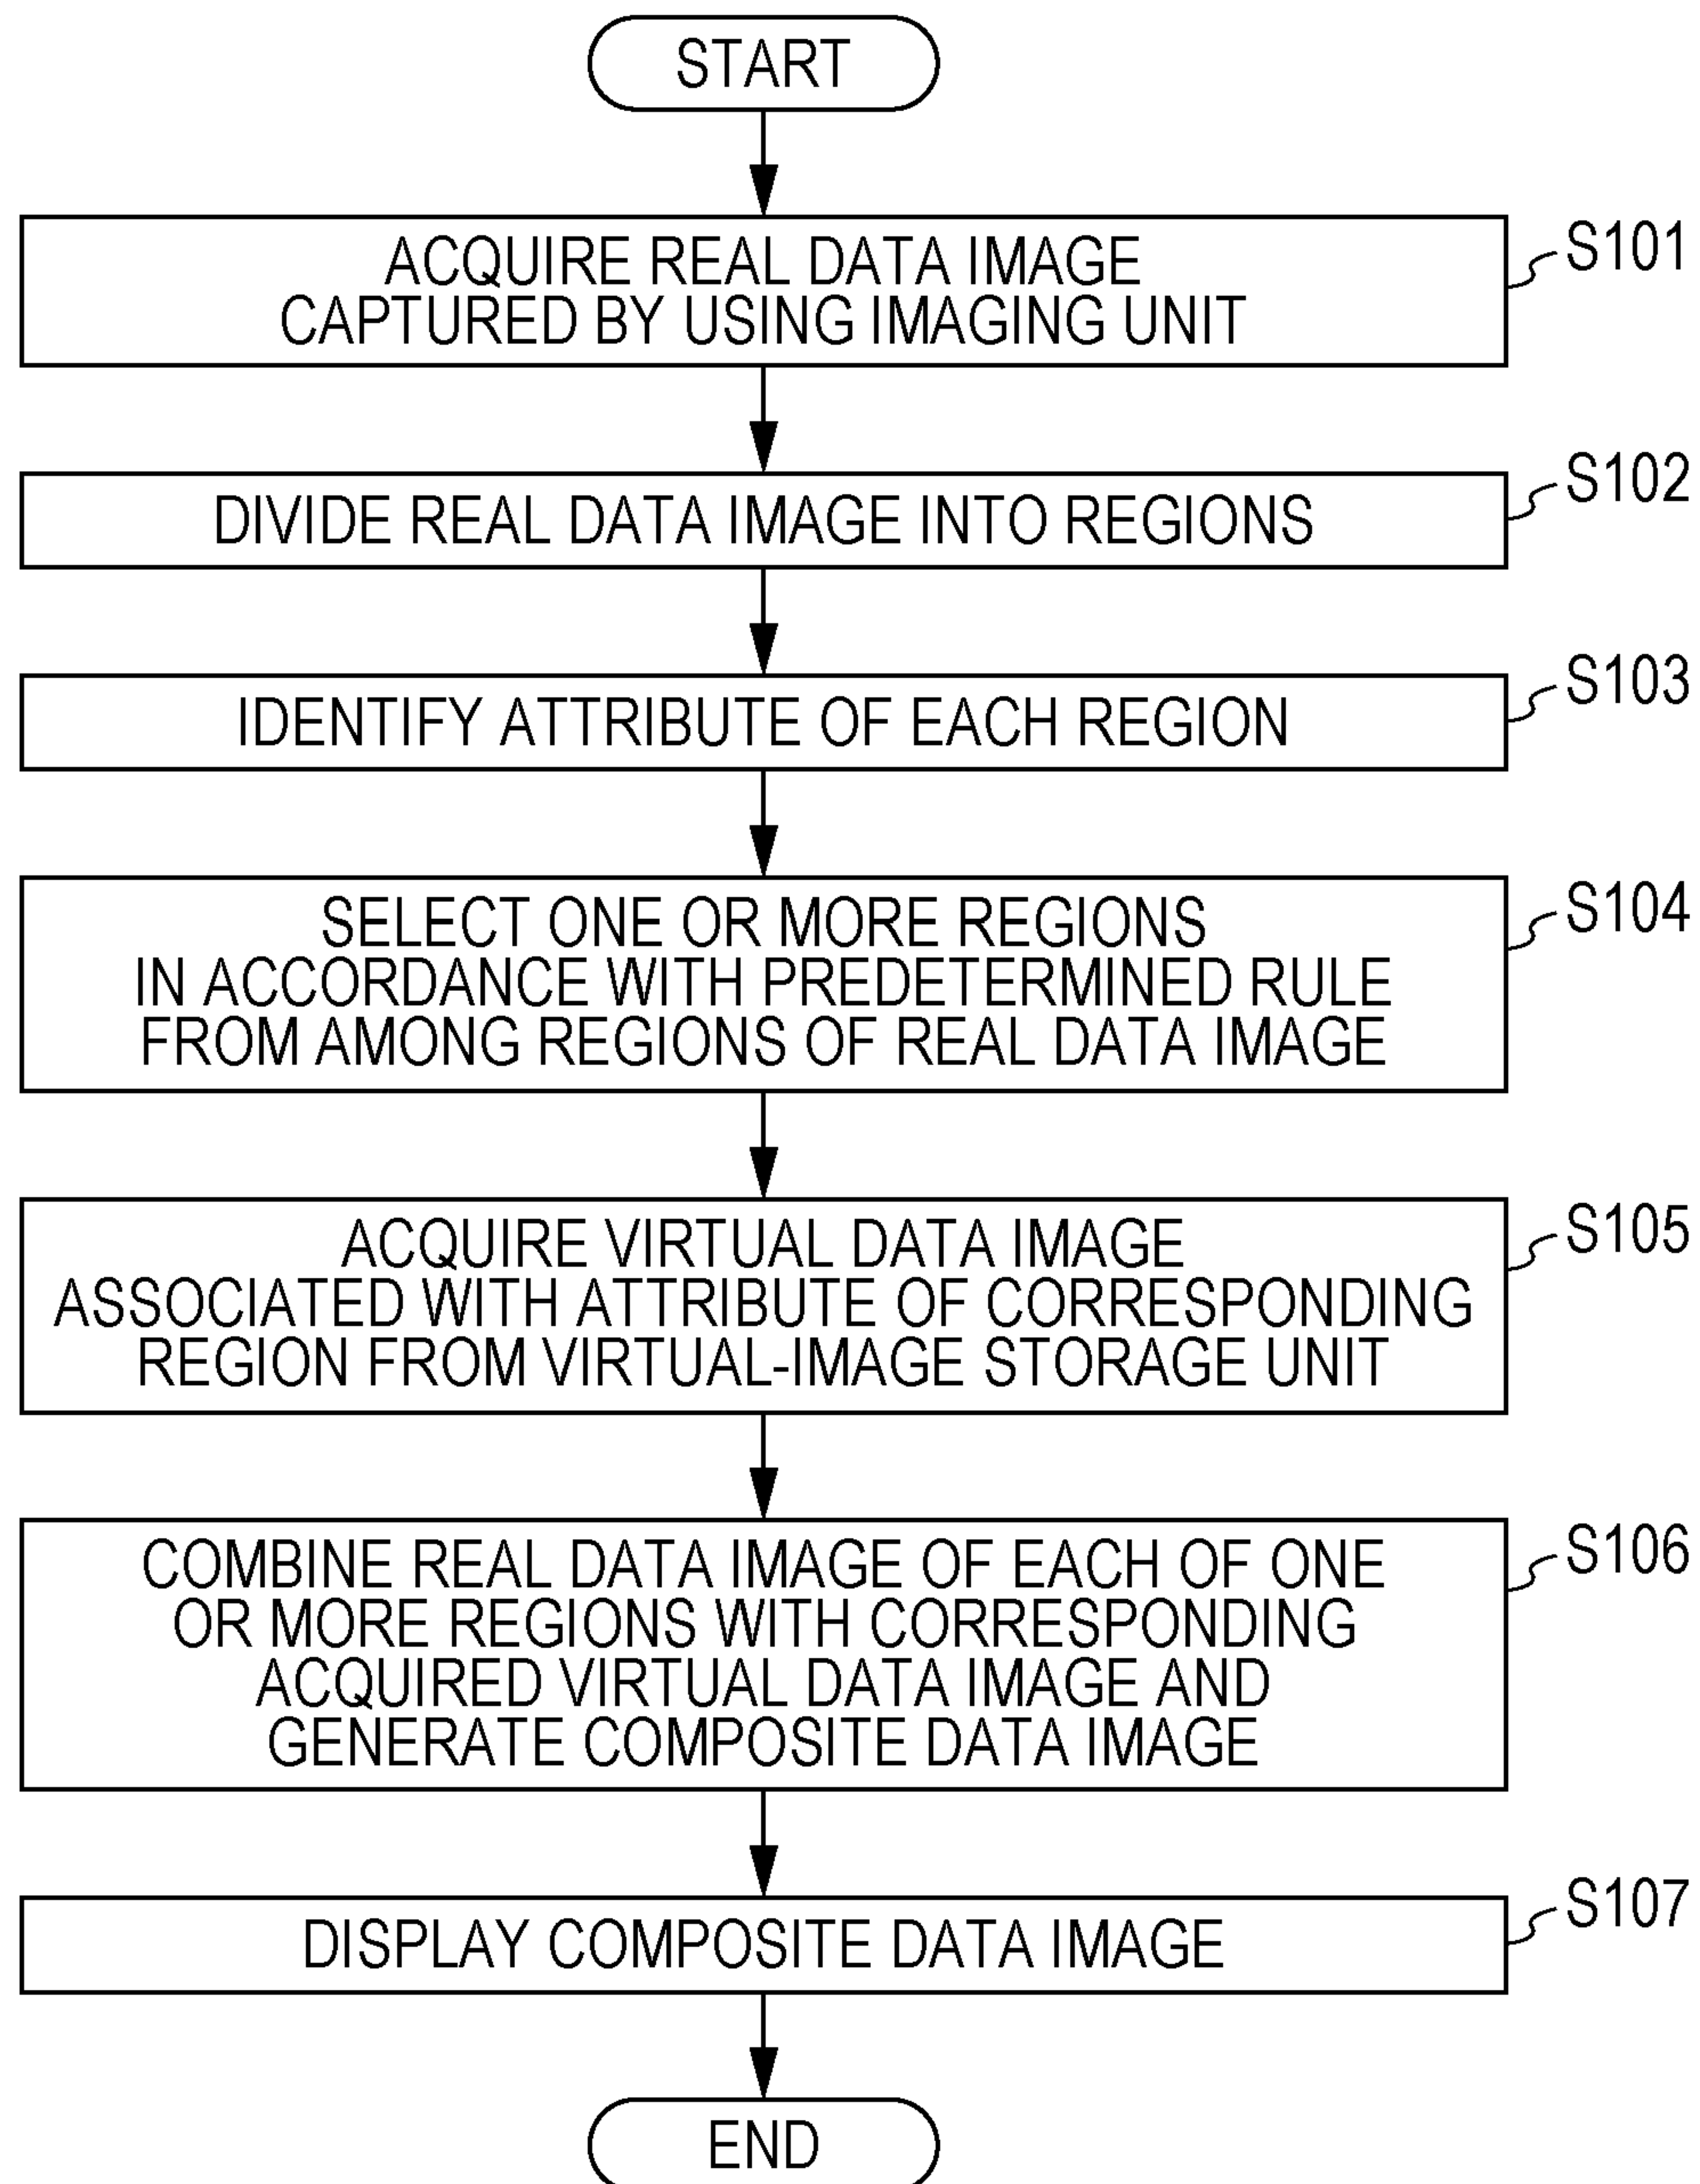 START
ACQUIRE REAL DATA IMAGE
CAPTURED BY USING IMAGING UNIT
S101
DIVIDE REAL DATA IMAGE INTO REGIONS
S102
IDENTIFY ATTRIBUTE OF EACH REGION
S103
SELECT ONE OR MORE REGIONS
IN ACCORDANCE WITH PREDETERMINED RULE
FROM AMONG REGIONS OF REAL DATA IMAGE
S104
ACQUIRE VIRTUAL DATA IMAGE
ASSOCIATED WITH ATTRIBUTE OF CORRESPONDING
REGION FROM VIRTUAL-IMAGE STORAGE UNIT
S105
COMBINE REAL DATA IMAGE OF EACH OF ONE
OR MORE REGIONS WITH CORRESPONDING
ACQUIRED VIRTUAL DATA IMAGE AND
GENERATE COMPOSITE DATA IMAGE
S106
DISPLAY COMPOSITE DATA IMAGE
S107
END